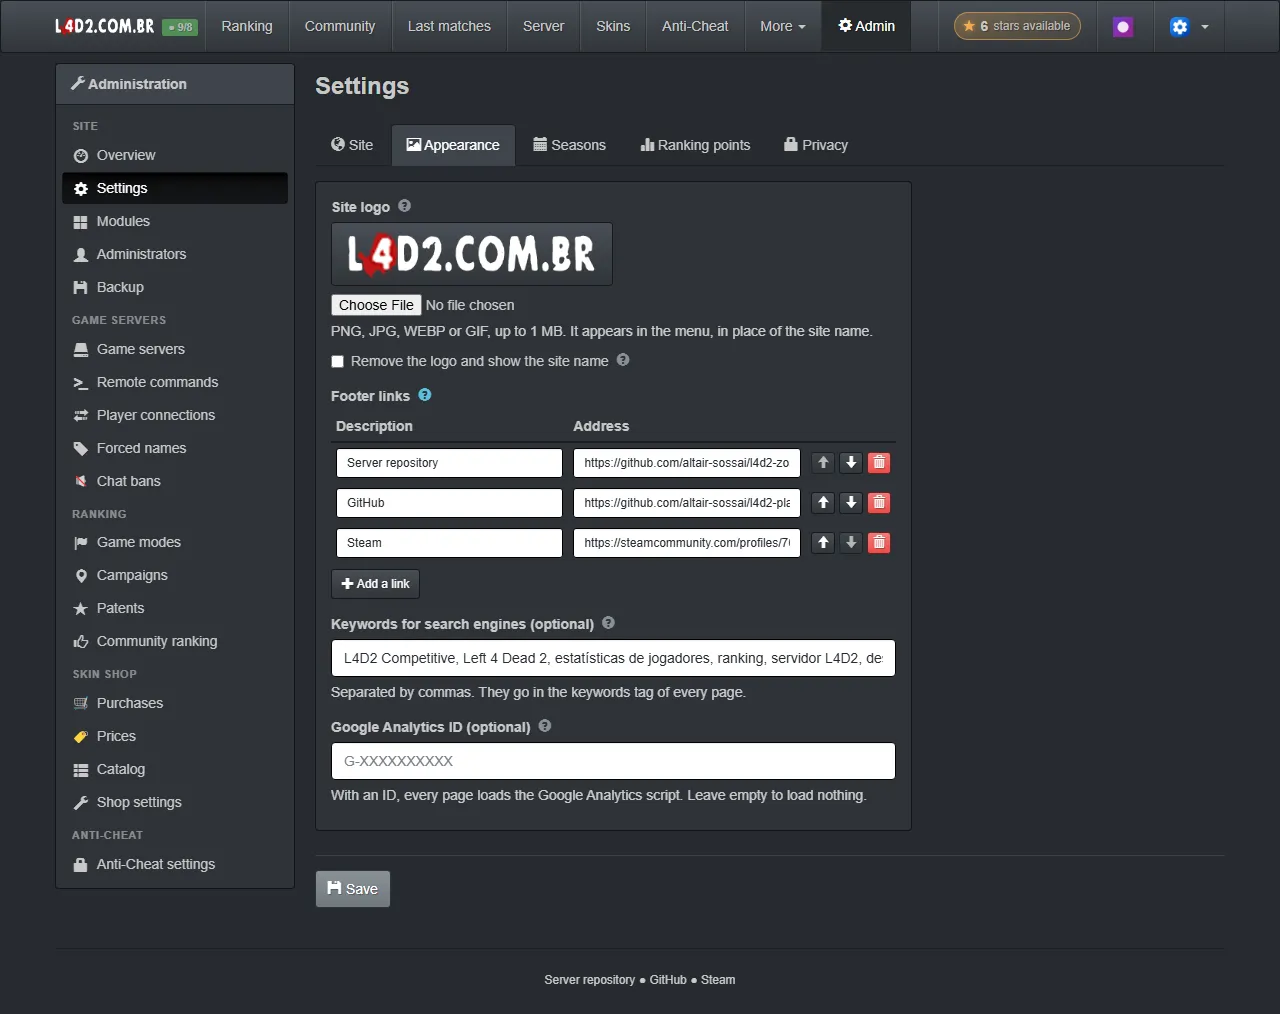 L4D2.COM.BR
9/8
Ranking
Community
Last matches
Server
Skins
Anti-Cheat
More
Admin
6 stars available
Administration
SITE
Overview
Settings
Modules
Administrators
Backup
GAME SERVERS
Game servers
Remote commands
Player connections
Forced names
Chat bans
RANKING
Game modes
Campaigns
Patents
Community ranking
SKIN SHOP
Purchases
Prices
Catalog
Shop settings
ANTI-CHEAT
Anti-Cheat settings
Settings
Site
Appearance
Seasons
Ranking points
Privacy
Site logo
L4D2.COM.BR
Choose File No file chosen
PNG, JPG, WEBP or GIF, up to 1 MB. It appears in the menu, in place of the site name.
Remove the logo and show the site name
Footer links
Description Address
Server repository https://github.com/altair-sossai/l4d2-zo
GitHub https://github.com/altair-sossai/l4d2-pla
Steam https://steamcommunity.com/profiles/7
Add a link
Keywords for search engines (optional)
L4D2 Competitive, Left 4 Dead 2, estatísticas de jogadores, ranking, servidor L4D2, de
Separated by commas. They go in the keywords tag of every page.
Google Analytics ID (optional)
G-XXXXXXXXXX
With an ID, every page loads the Google Analytics script. Leave empty to load nothing.
Save
Server repository ● GitHub ● Steam